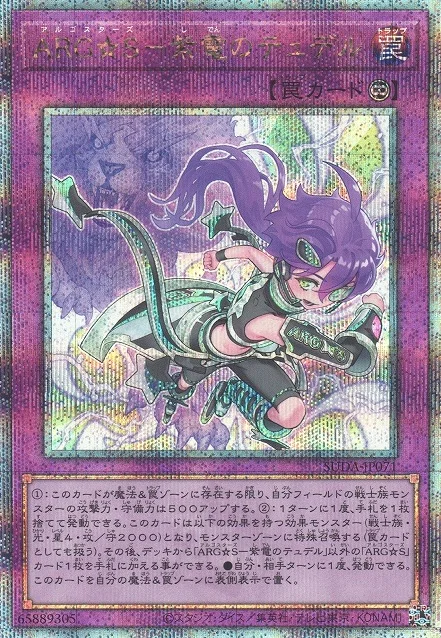 アルゴスターズ しでん
ARG☆S－紫電のテュデル
トラップ
罠
【罠カード】
ARG☆S
SUDA-JP071
①：このカードが魔法＆罠ゾーンに存在する限り、自分フィールドの戦士族モン
スターの攻撃力・守備力は５００アップする。②：１ターンに１度、手札を１枚
捨てて発動できる。このカードは以下の効果を持つ効果モンスター（戦士族・
光・星４・攻／守２０００）となり、モンスターゾーンに特殊召喚する（罠カード
としても扱う）。その後、デッキから「ARG☆S－紫電のテュデル」以外の「ARG☆S」
カード１枚を手札に加える事ができる。●自分・相手ターンに１度、発動できる。
このカードを自分の魔法＆罠ゾーンに表側表示で置く。
65889305
©スタジオ・ダイス／集英社・テレビ東京・KONAMI